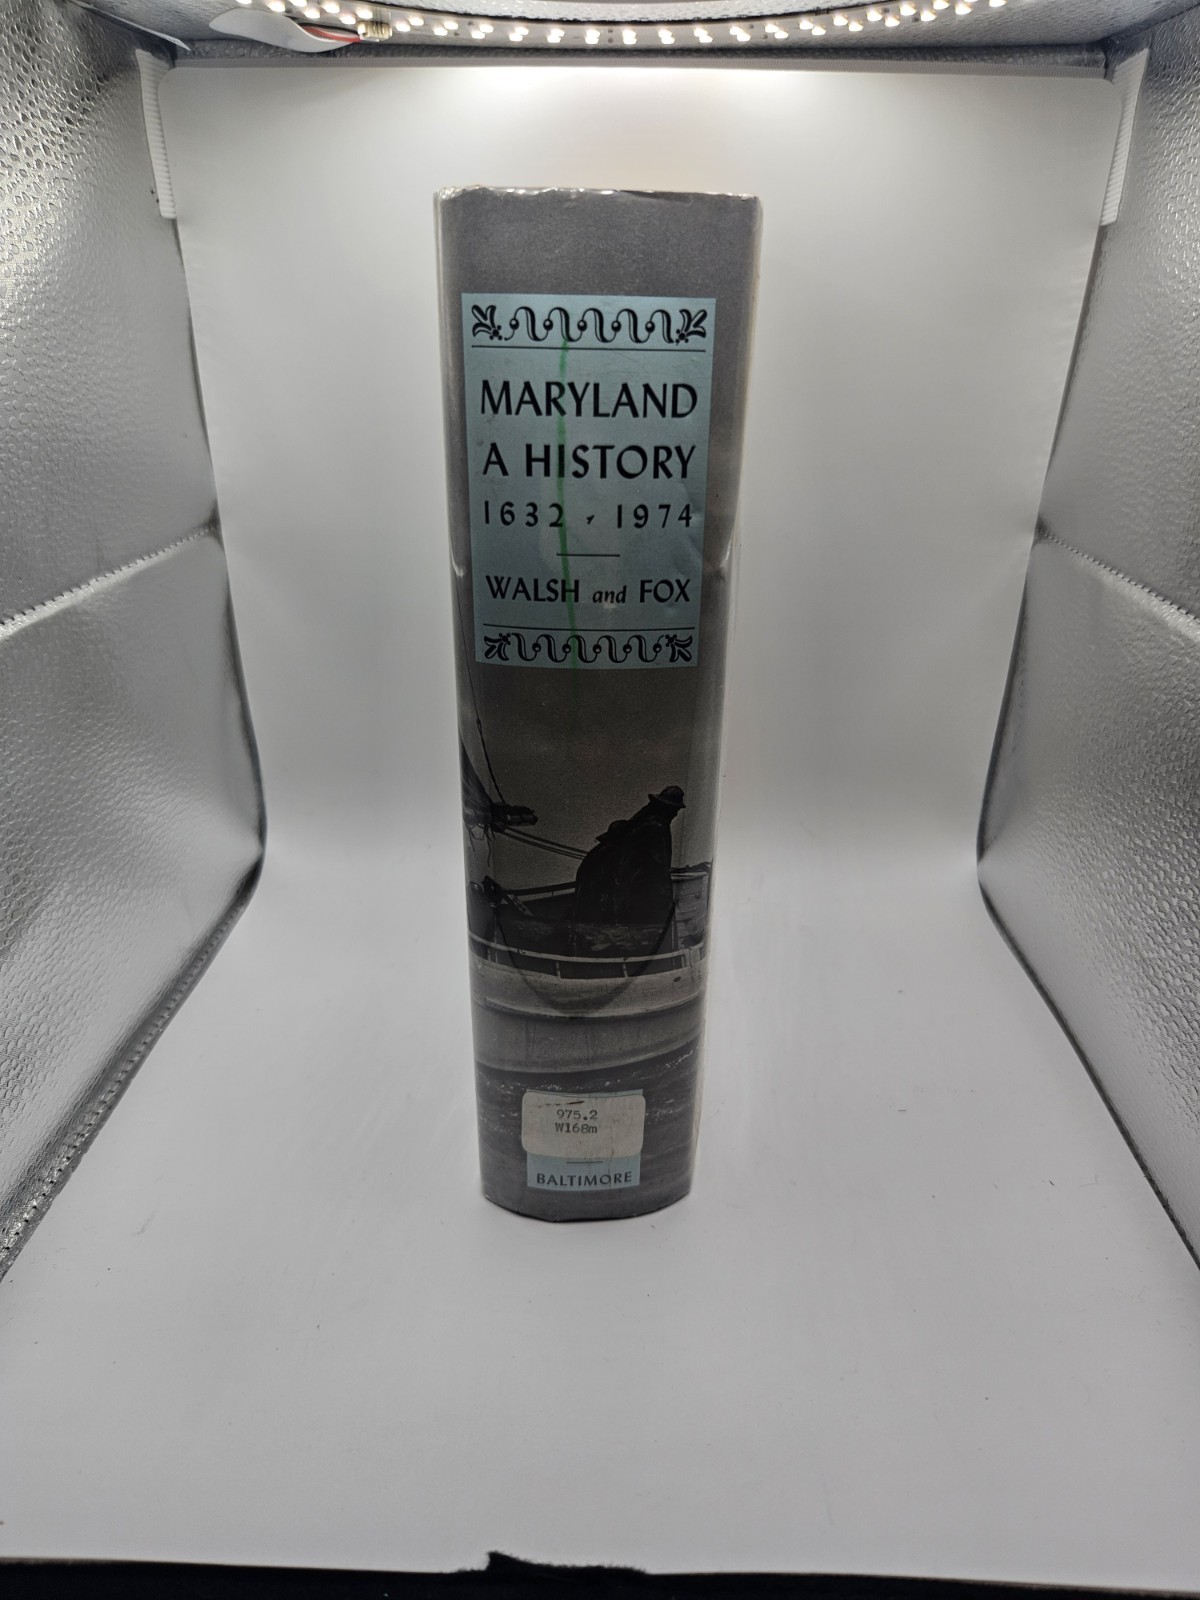 MARYLAND
A HISTORY
1632 - 1974
WALSH and FOX
975.2
W168m
BALTIMORE